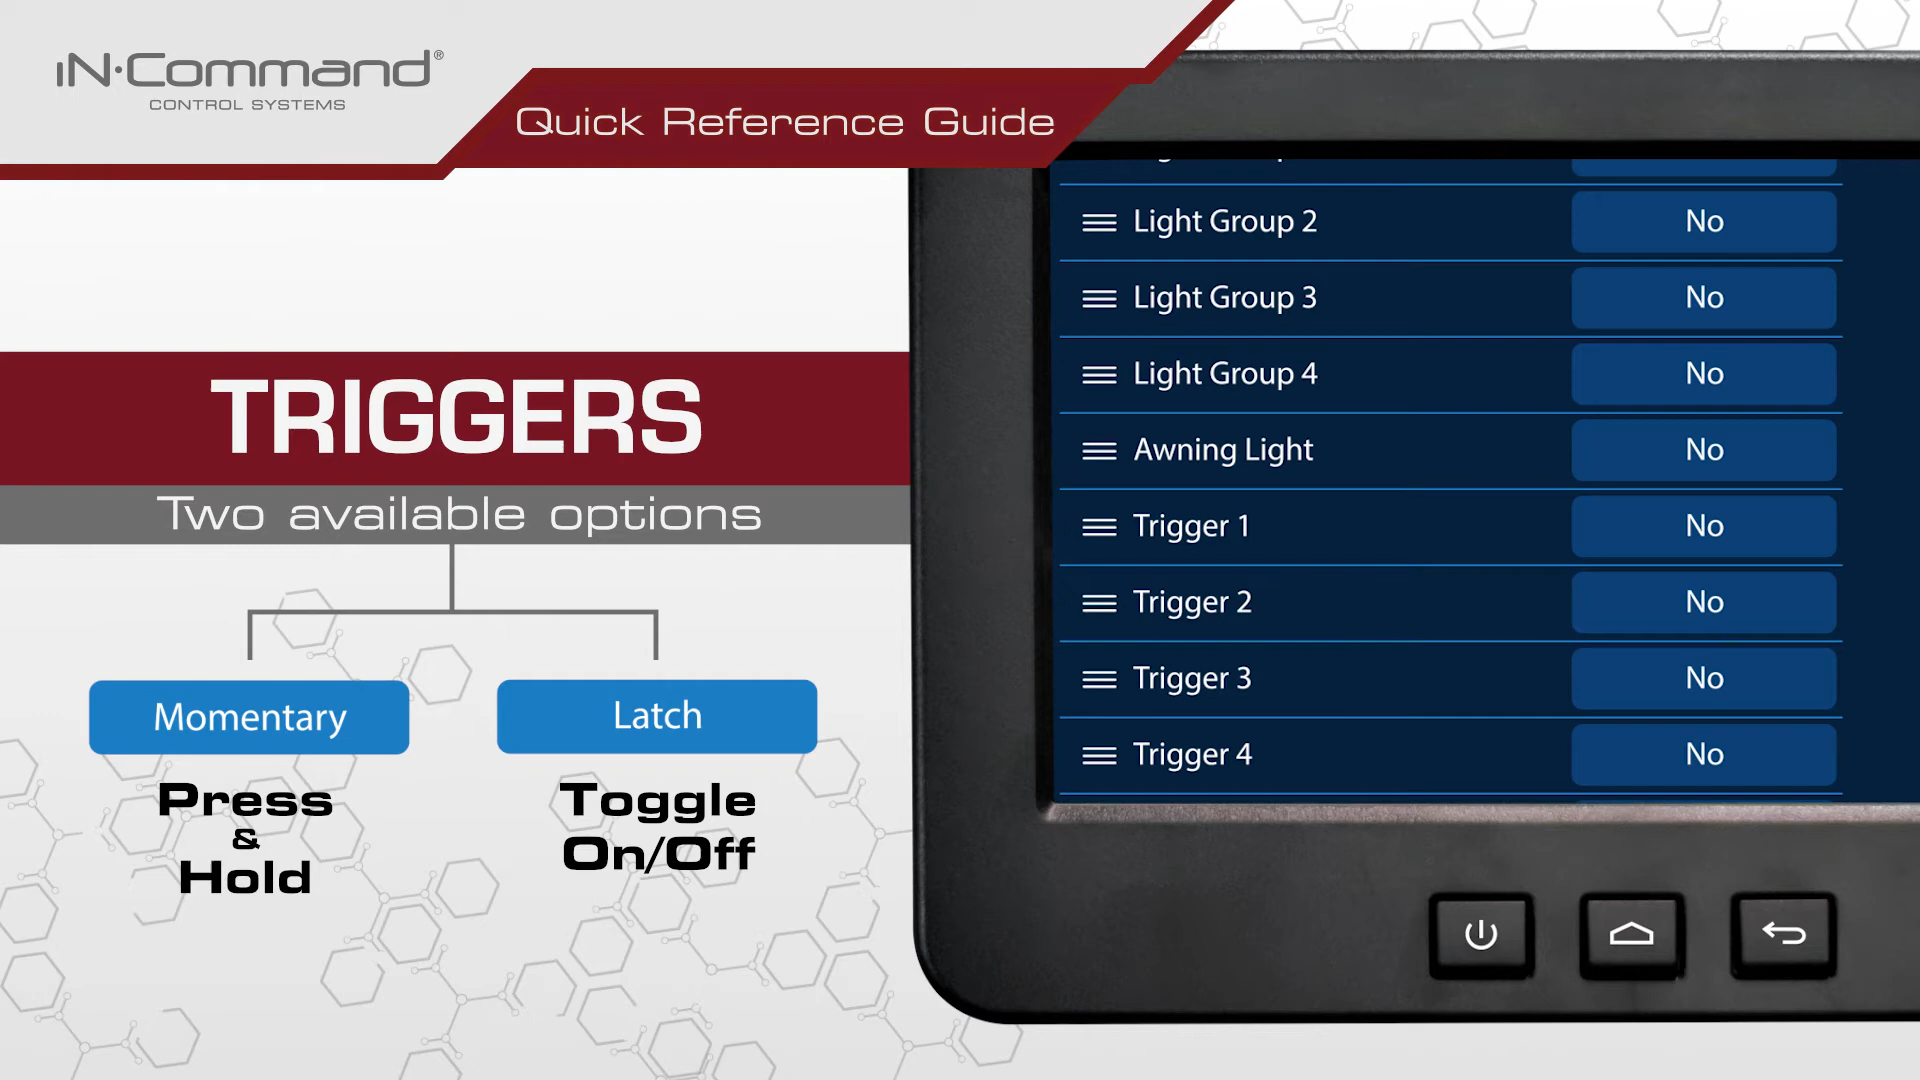 iN·Command®
CONTROL SYSTEMS
Quick Reference Guide
TRIGGERS
Two available options
Momentary
Press
&
Hold
Latch
Toggle
On/Off
Light Group 2 No
Light Group 3 No
Light Group 4 No
Awning Light No
Trigger 1 No
Trigger 2 No
Trigger 3 No
Trigger 4 No